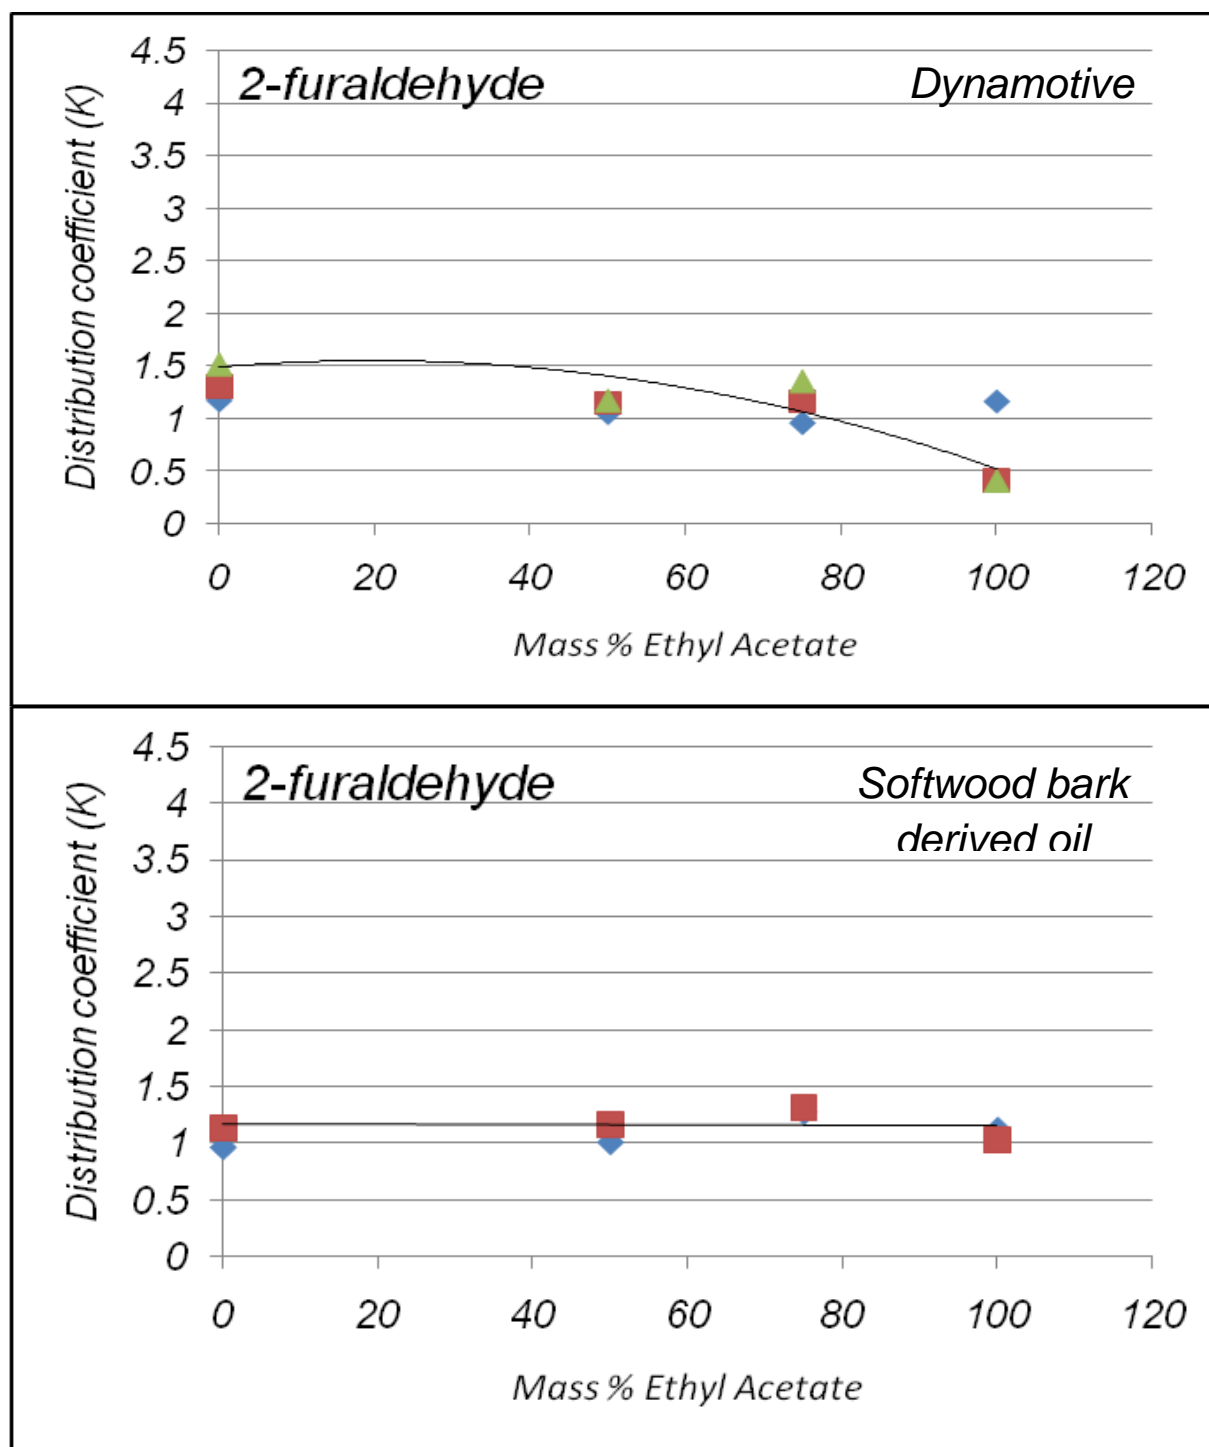 2-furaldehyde
Dynamotive
Distribution coefficient (K)
4.5
4
3.5
3
2.5
2
1.5
1
0.5
0
0 20 40 60 80 100 120
Mass % Ethyl Acetate
2-furaldehyde
Softwood bark
derived oil
Distribution coefficient (K)
4.5
4
3.5
3
2.5
2
1.5
1
0.5
0
0 20 40 60 80 100 120
Mass % Ethyl Acetate